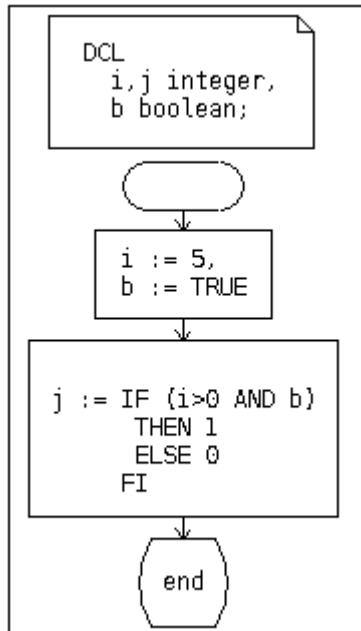 DCL
i,j integer,
b boolean;
i := 5,
b := TRUE
j := IF (i>0 AND b)
THEN 1
ELSE 0
FI
end